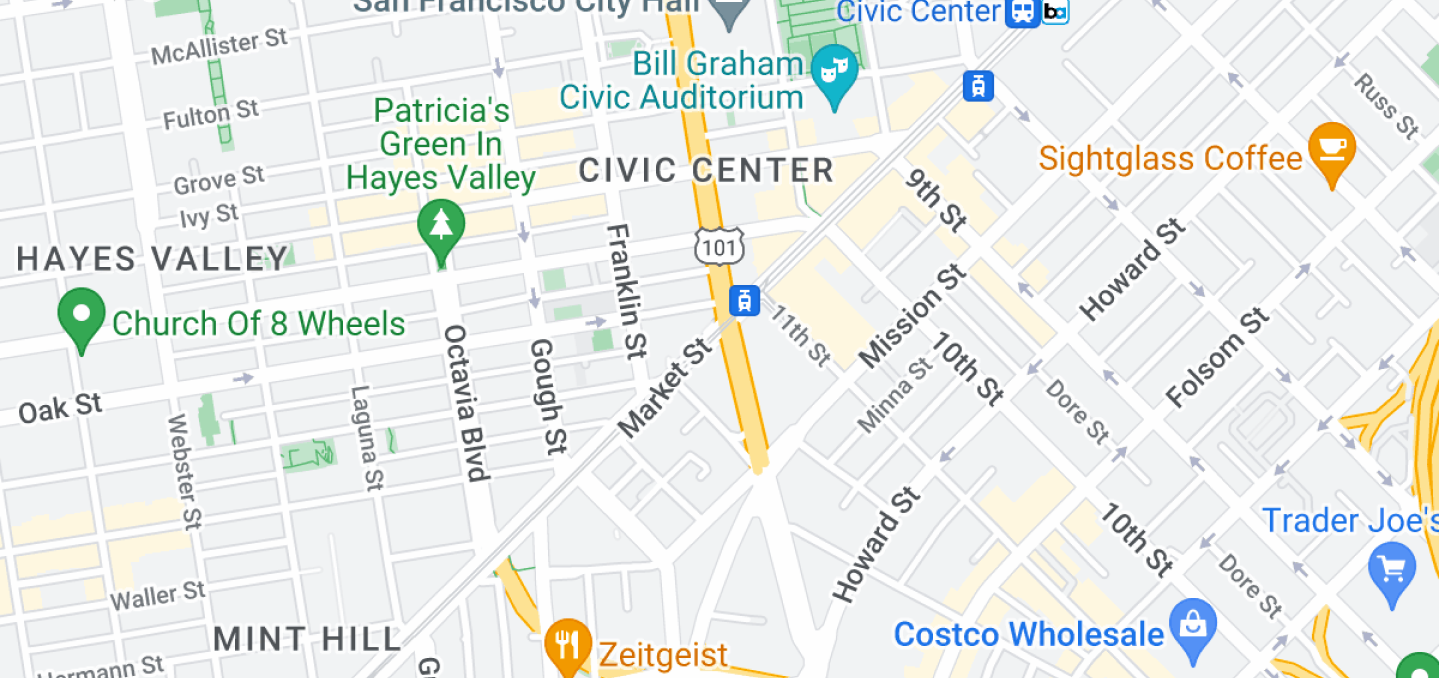 San Francisco City Hall
Civic Center
ba
McAllister St
Bill Graham
Civic Auditorium
Russ St
Fulton St
Patricia's
Green In
Hayes Valley
Sightglass Coffee
CIVIC CENTER
Grove St
9th St
Ivy St
HAYES VALLEY
Franklin St
101
Howard St
Church Of 8 Wheels
Mission St
11th St
Folsom St
Octavia Blvd
Gough St
Market St
10th St
Minna St
Oak St
Laguna St
Dore St
Webster St
Howard St
10th St
Trader Joe's
Waller St
Dore St
MINT HILL
Costco Wholesale
Zeitgeist
Hermann St
Go